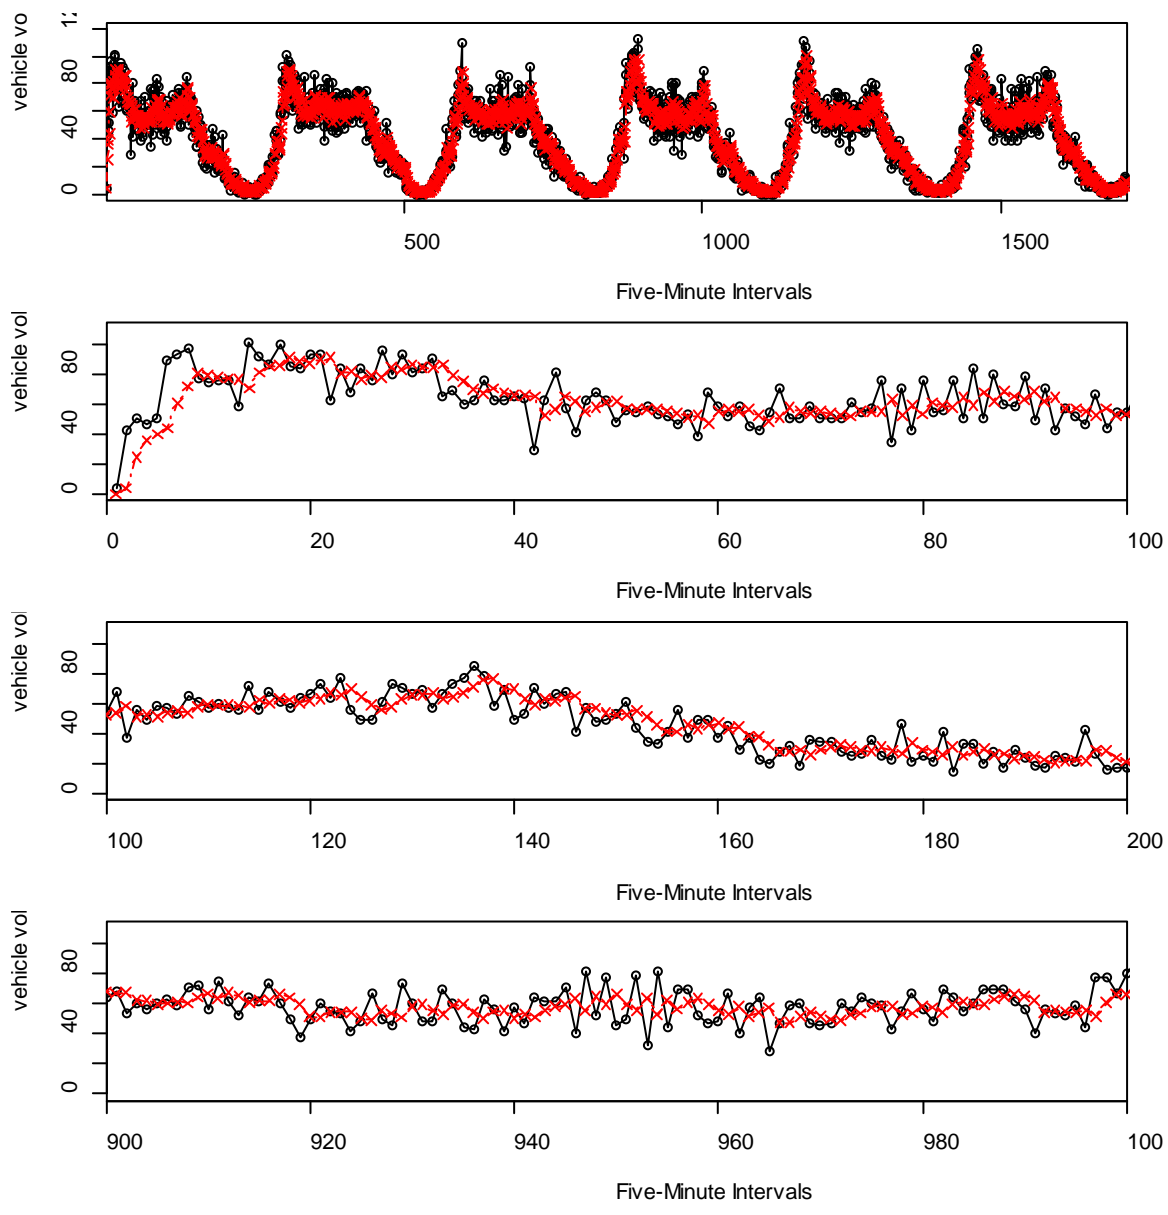 vehicle vo
0 40 80 12
500 1000 1500
Five-Minute Intervals
vehicle vol
0 40 80
0 20 40 60 80 100
Five-Minute Intervals
vehicle vol
0 40 80
100 120 140 160 180 200
Five-Minute Intervals
vehicle vol
0 40 80
900 920 940 960 980 100
Five-Minute Intervals